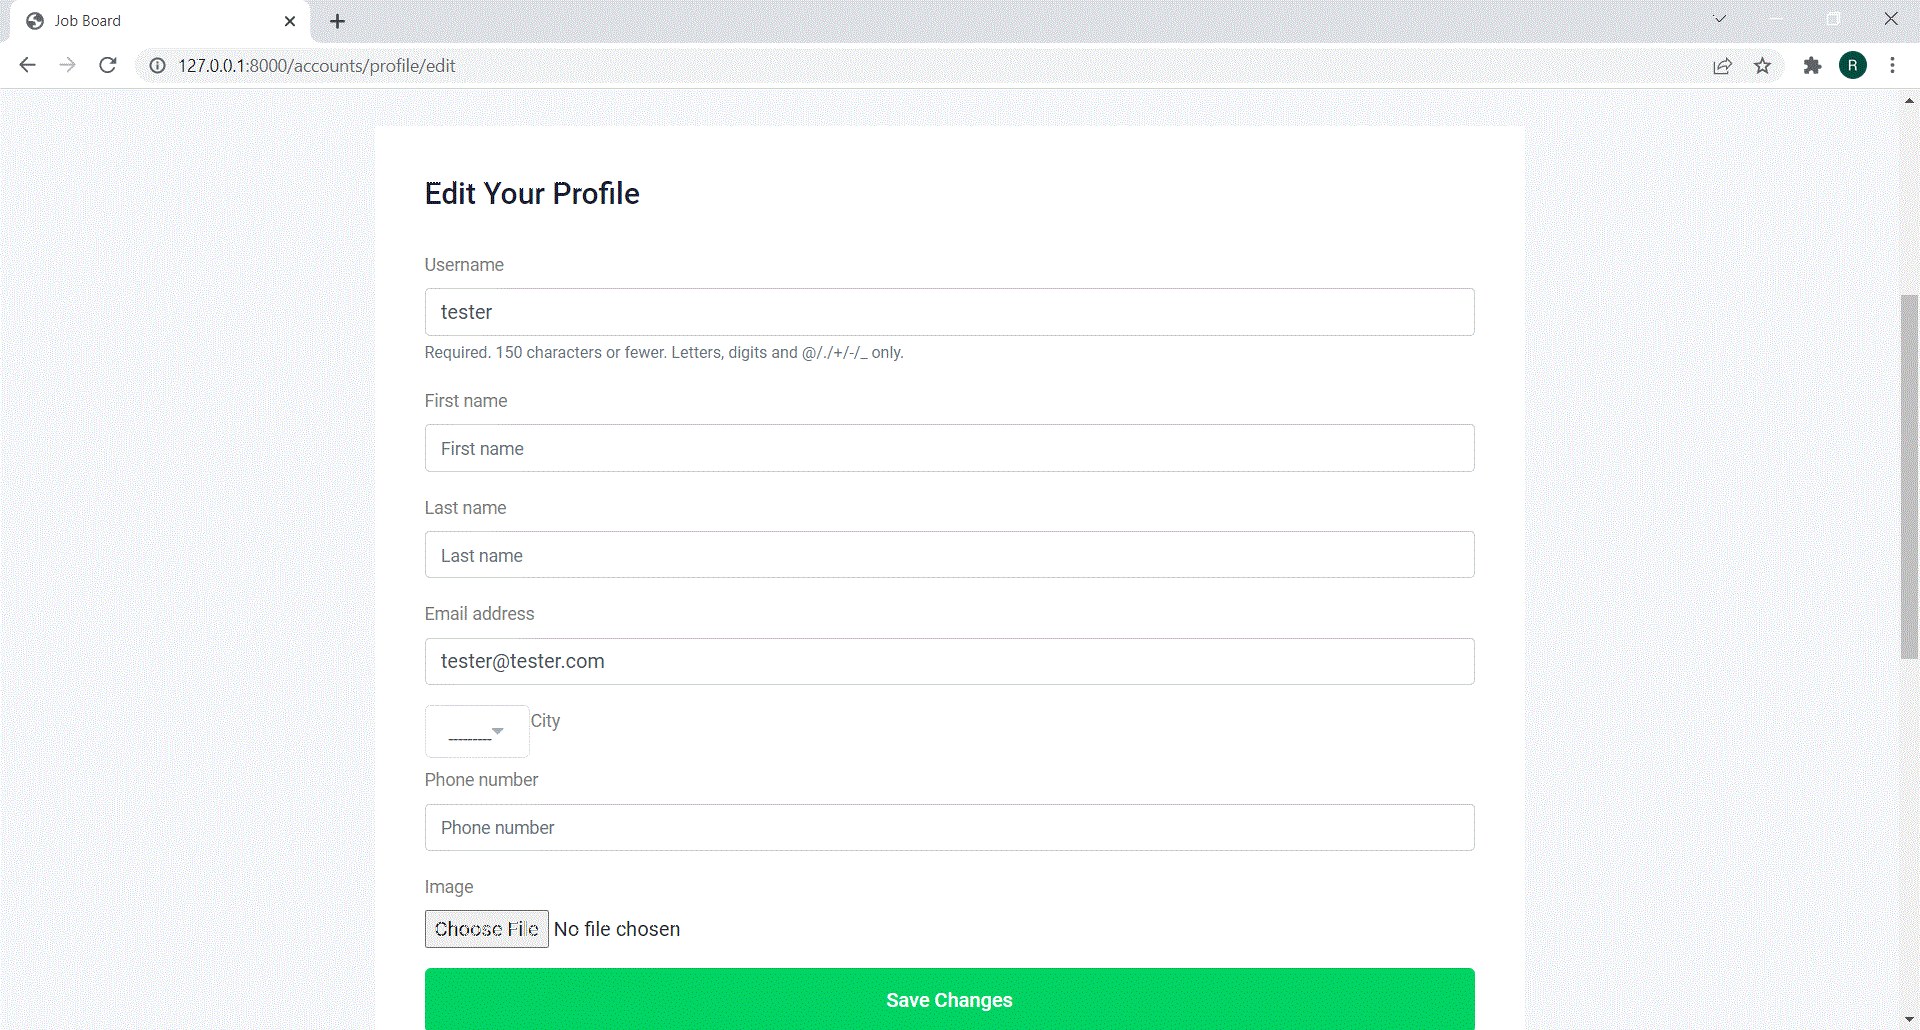 Job Board
127.0.0.1:8000/accounts/profile/edit
R
Edit Your Profile
Username
tester
Required. 150 characters or fewer. Letters, digits and @/./+/-/_ only.
First name
First name
Last name
Last name
Email address
tester@tester.com
---------
City
Phone number
Phone number
Image
Choose File No file chosen
Save Changes